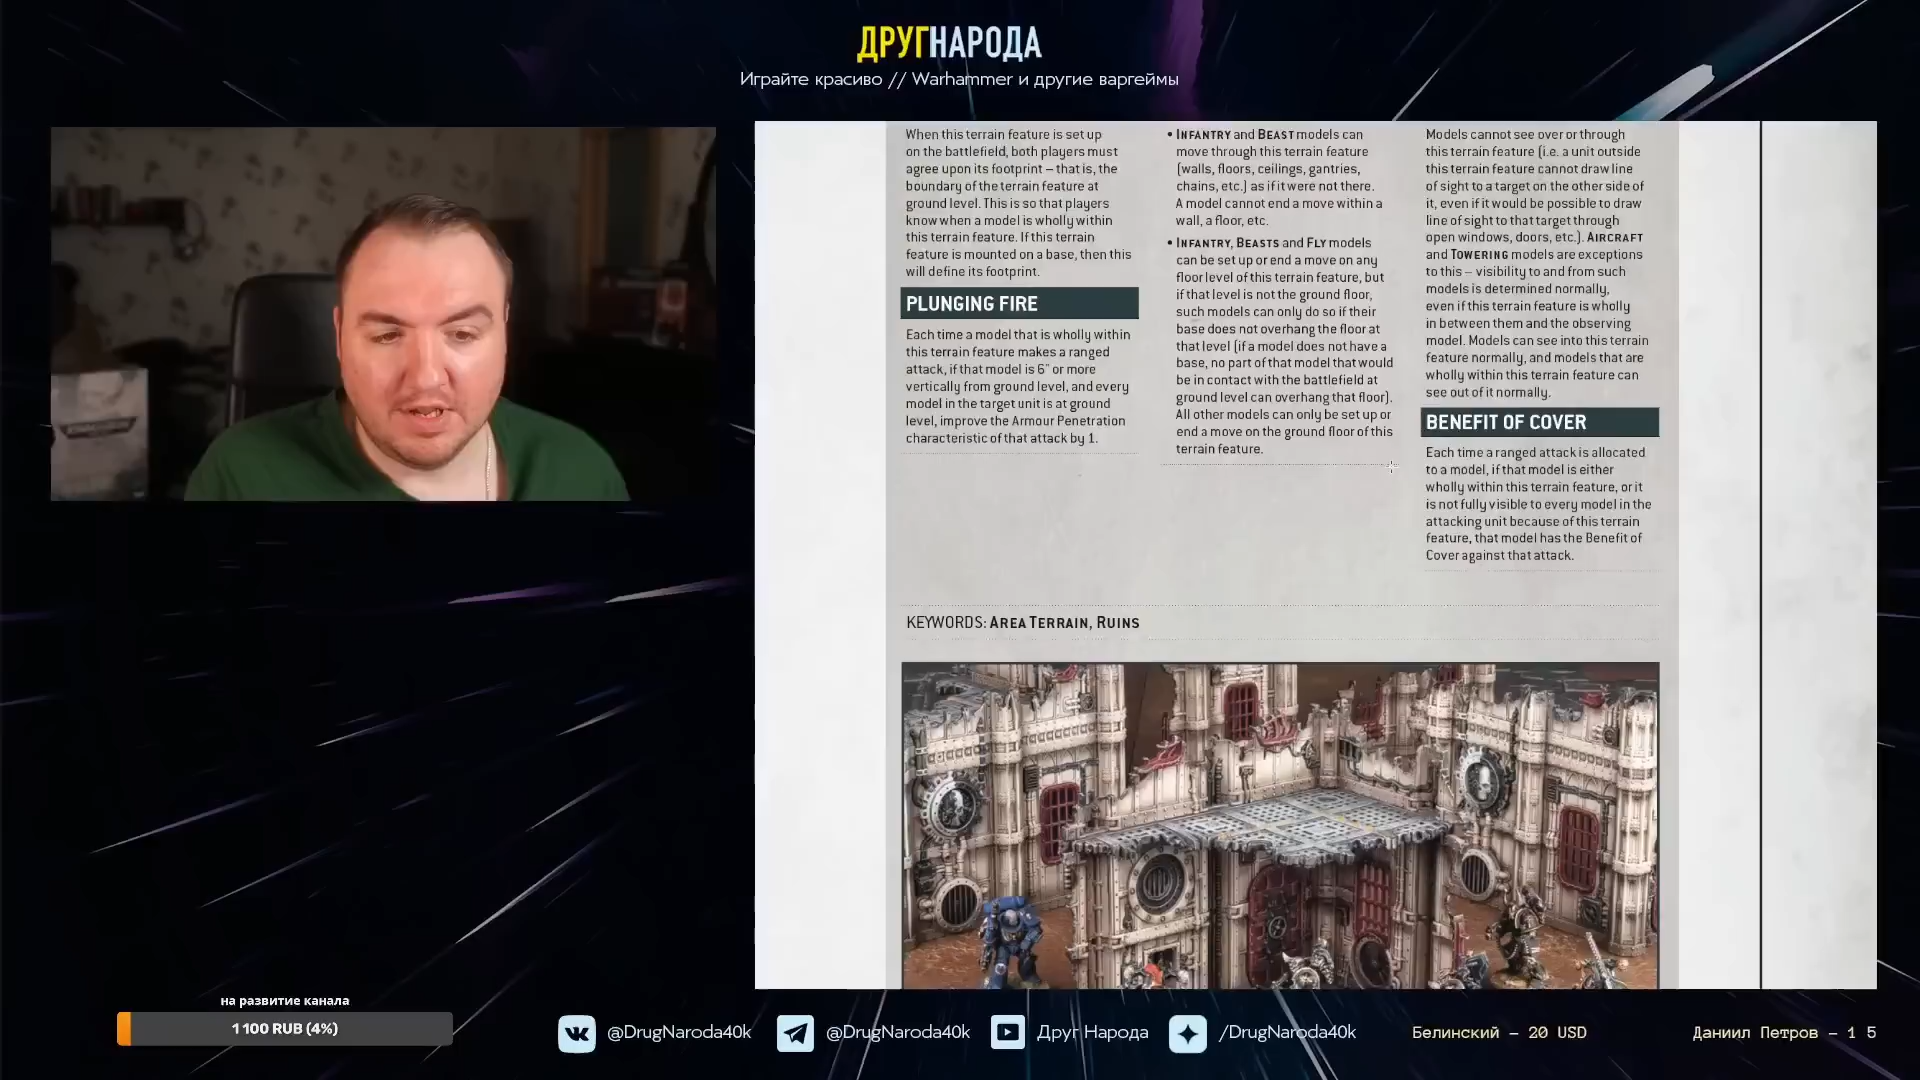 ДРУГНАРОДА
Играйте красиво // Warhammer и другие варгеймы
When this terrain feature is set up
on the battlefield, both players must
agree upon its footprint – that is, the
boundary of the terrain feature at
ground level. This is so that players
know when a model is wholly within
this terrain feature. If this terrain
feature is mounted on a base, then this
will define its footprint.
PLUNGING FIRE
Each time a model that is wholly within
this terrain feature makes a ranged
attack, if that model is 6" or more
vertically from ground level, and every
model in the target unit is at ground
level, improve the Armour Penetration
characteristic of that attack by 1.
• INFANTRY and BEAST models can
move through this terrain feature
(walls, floors, ceilings, gantries,
chains, etc.) as if it were not there.
A model cannot end a move within a
wall, a floor, etc.
• INFANTRY, BEASTS and FLY models
can be set up or end a move on any
floor level of this terrain feature, but
if that level is not the ground floor,
such models can only do so if their
base does not overhang the floor at
that level (if a model does not have a
base, no part of that model that would
be in contact with the battlefield at
ground level can overhang that floor).
All other models can only be set up or
end a move on the ground floor of this
terrain feature.
Models cannot see over or through
this terrain feature (i.e. a unit outside
this terrain feature cannot draw line
of sight to a target on the other side of
it, even if it would be possible to draw
line of sight to that target through
open windows, doors, etc.). AIRCRAFT
and TOWERING models are exceptions
to this – visibility to and from such
models is determined normally,
even if this terrain feature is wholly
in between them and the observing
model. Models can see into this terrain
feature normally, and models that are
wholly within this terrain feature can
see out of it normally.
BENEFIT OF COVER
Each time a ranged attack is allocated
to a model, if that model is either
wholly within this terrain feature, or it
is not fully visible to every model in the
attacking unit because of this terrain
feature, that model has the Benefit of
Cover against that attack.
KEYWORDS: AREA TERRAIN, RUINS
на развитие канала
1 100 RUB (4%)
@DrugNaroda40k
@DrugNaroda40k
Друг Народа
/DrugNaroda40k
Белинский – 20 USD
Даниил Петров – 1 5